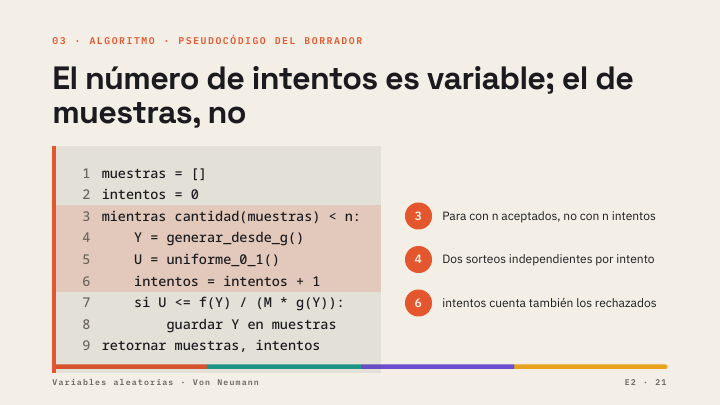 03 · ALGORITMO · PSEUDOCÓDIGO DEL BORRADOR
El número de intentos es variable; el de
muestras, no
1 muestras = []
2 intentos = 0
3 mientras cantidad(muestras) < n:
4     Y = generar_desde_g()
5     U = uniforme_0_1()
6     intentos = intentos + 1
7     si U <= f(Y) / (M * g(Y)):
8         guardar Y en muestras
9 retornar muestras, intentos
3 Para con n aceptados, no con n intentos
4 Dos sorteos independientes por intento
6 intentos cuenta también los rechazados
Variables aleatorias · Von Neumann
E2 · 21